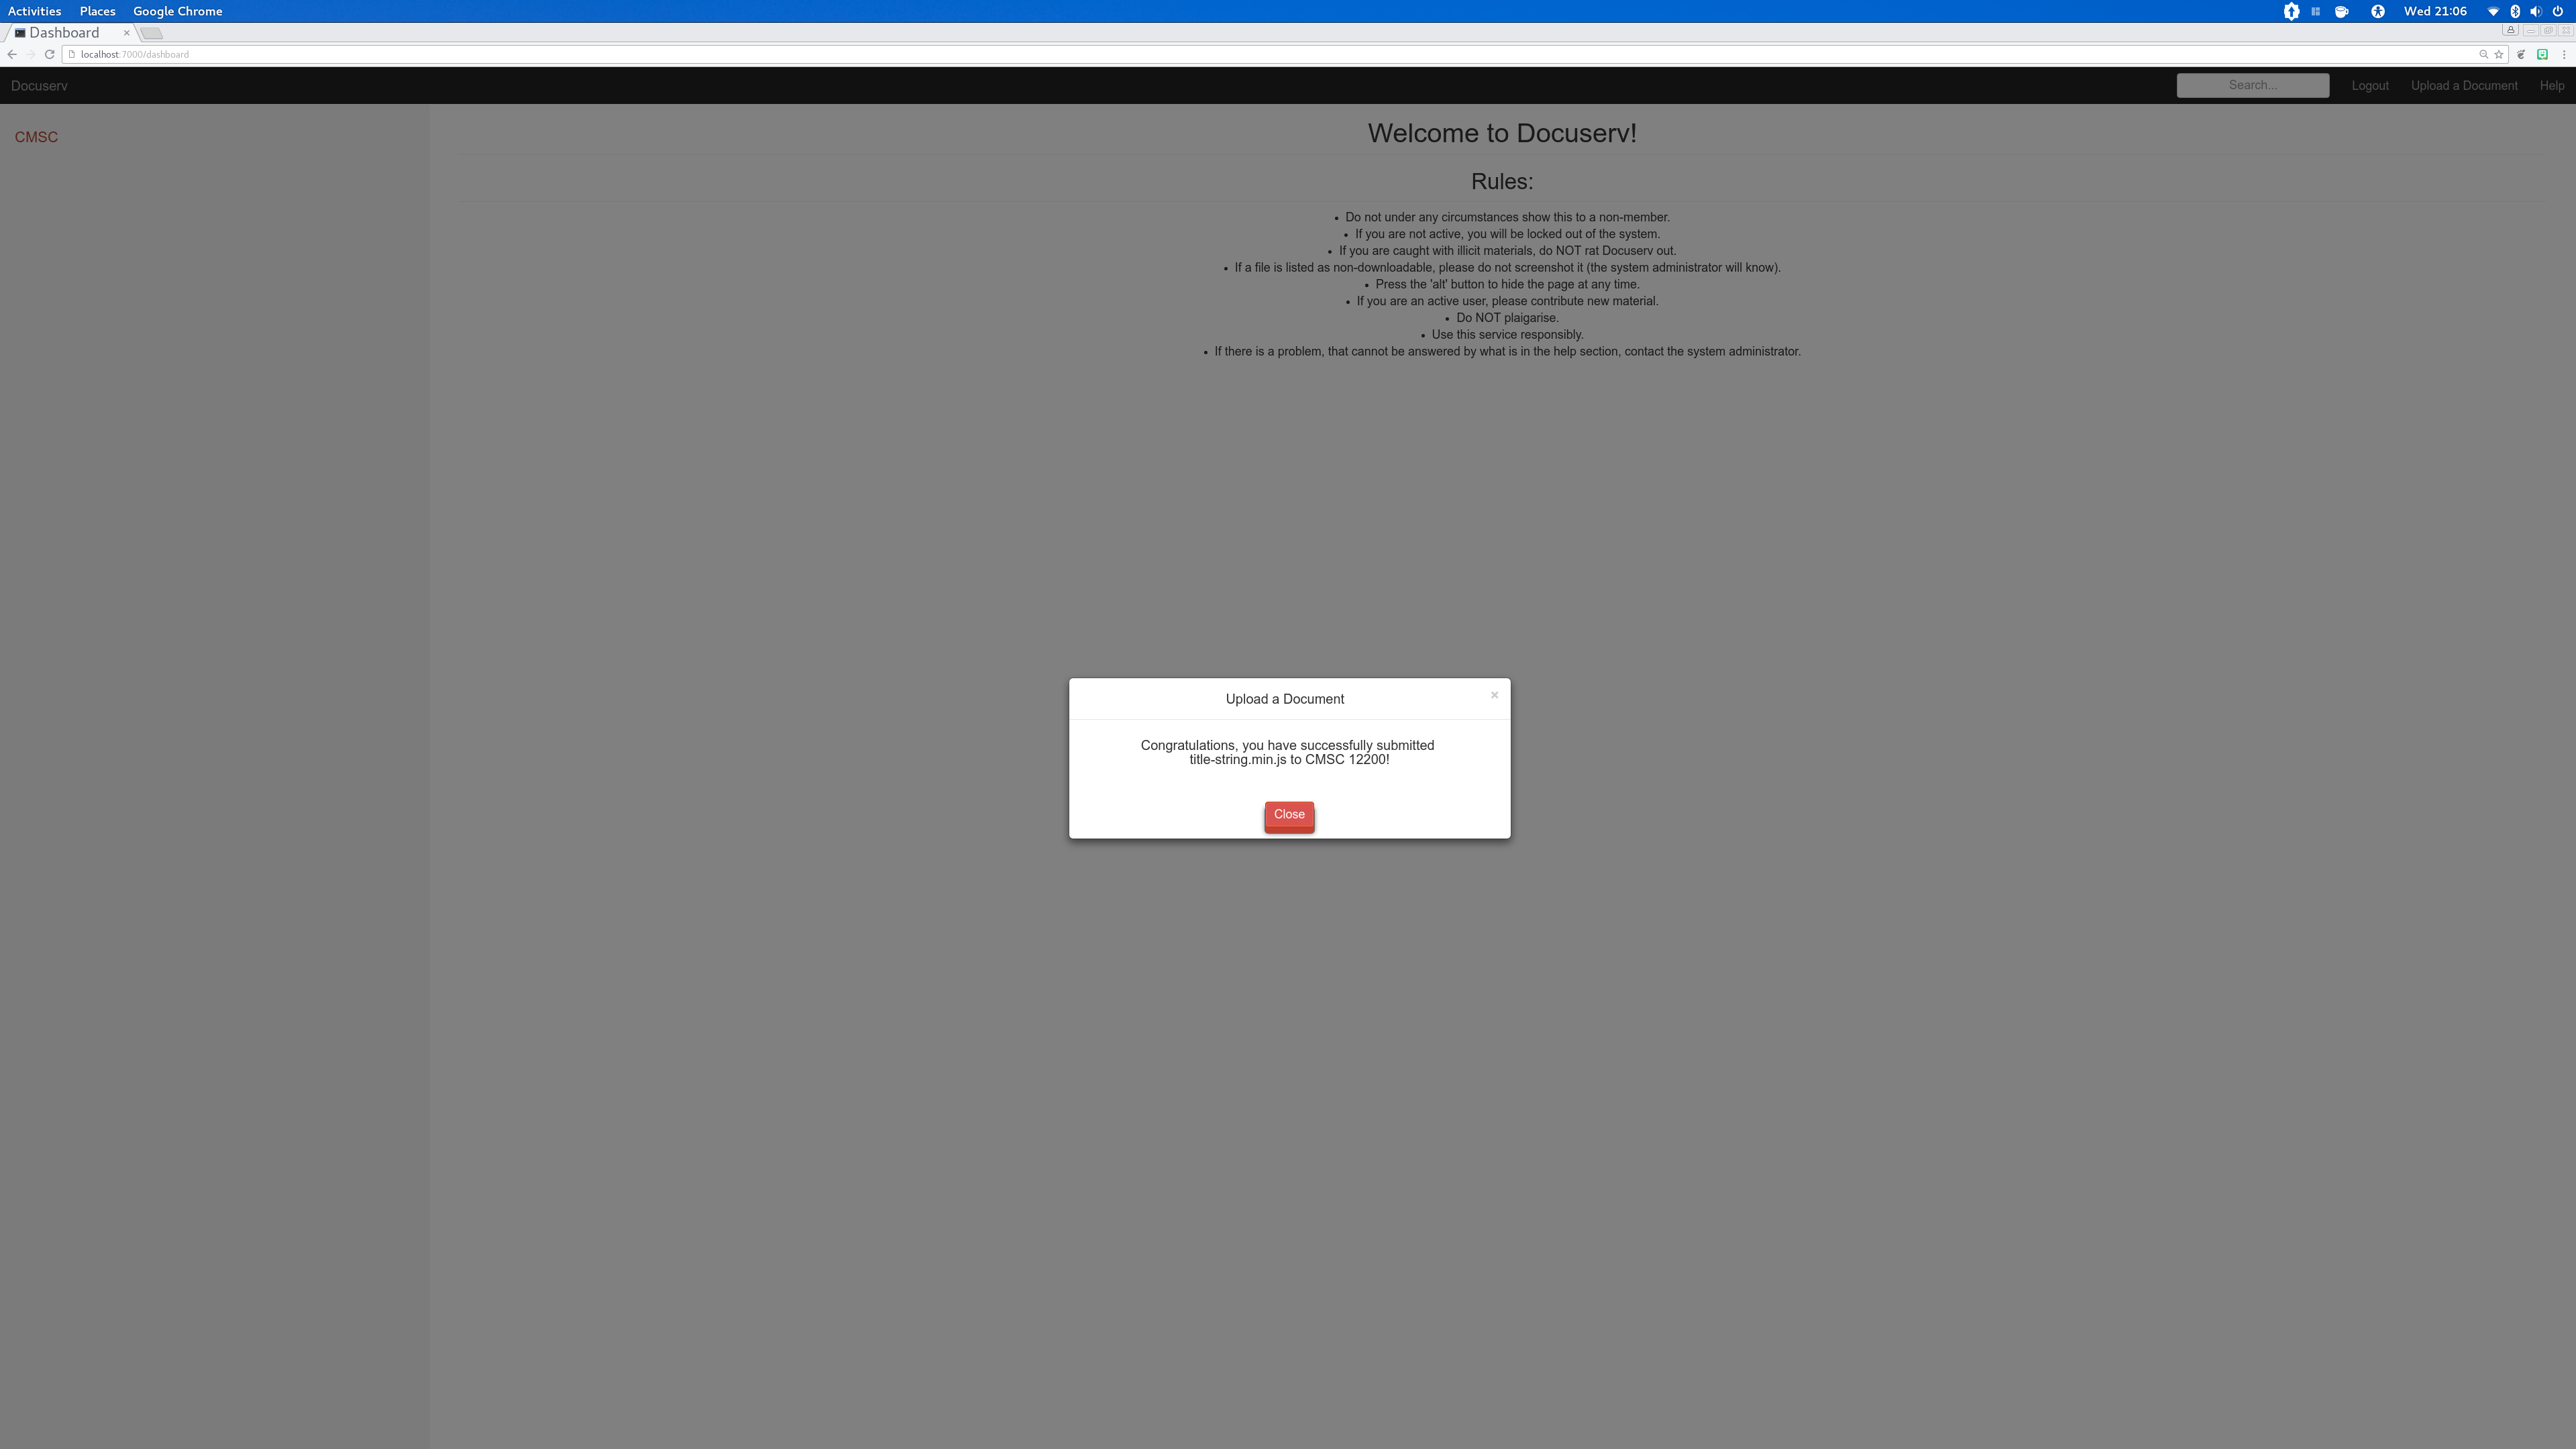 Activities Places Google Chrome Wed 21:06
Dashboard
localhost:7000/dashboard
Docuserv Search... Logout Upload a Document Help
CMSC
Welcome to Docuserv!
Rules:
• Do not under any circumstances show this to a non-member.
• If you are not active, you will be locked out of the system.
• If you are caught with illicit materials, do NOT rat Docuserv out.
• If a file is listed as non-downloadable, please do not screenshot it (the system administrator will know).
• Press the 'alt' button to hide the page at any time.
• If you are an active user, please contribute new material.
• Do NOT plaigarise.
• Use this service responsibly.
• If there is a problem, that cannot be answered by what is in the help section, contact the system administrator.
Upload a Document
Congratulations, you have successfully submitted
title-string.min.js to CMSC 12200!
Close